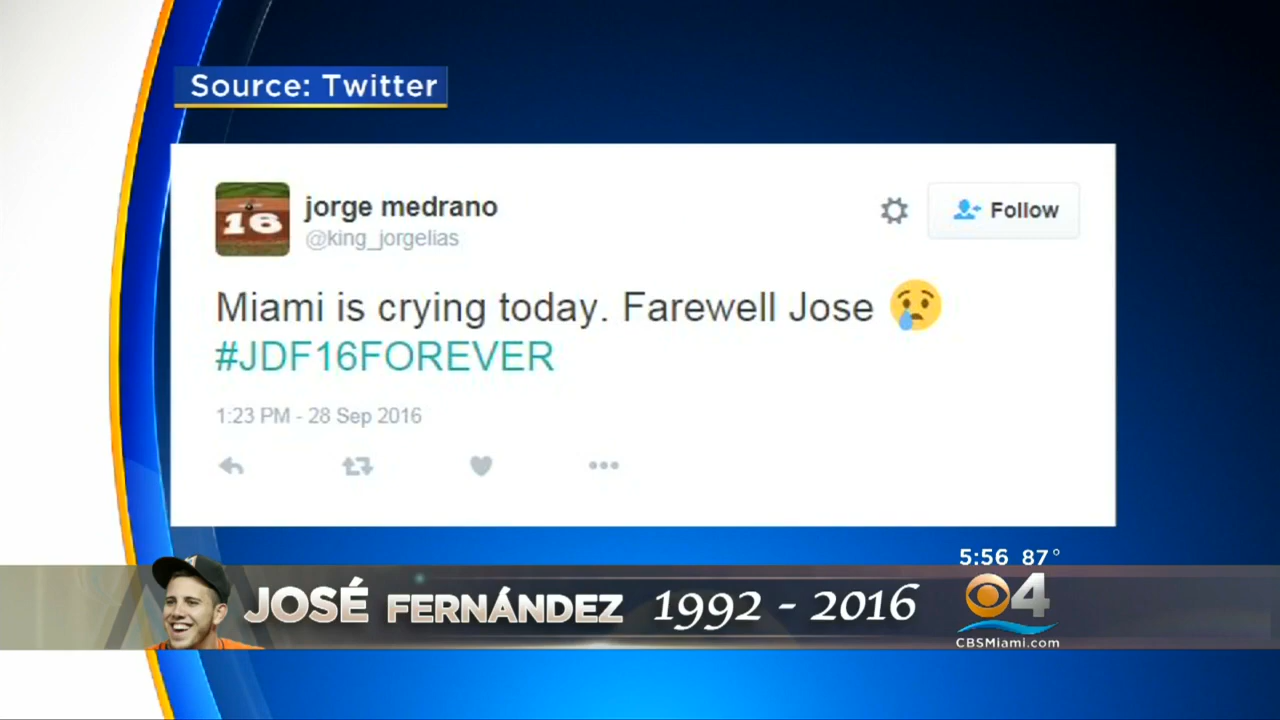 Source: Twitter
16
jorge medrano
@king_jorgelias
Follow
Miami is crying today. Farewell Jose 😢
#JDF16FOREVER
1:23 PM - 28 Sep 2016
5:56 87°
JOSÉ FERNÁNDEZ 1992 - 2016
4
CBSMiami.com